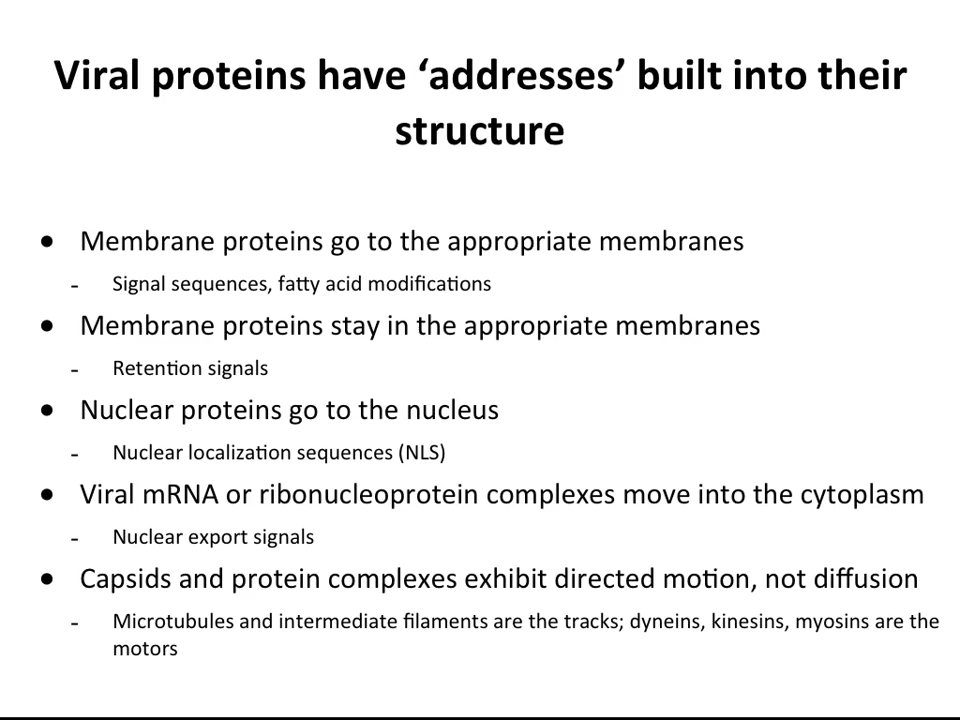 Viral proteins have ‘addresses’ built into their
structure
• Membrane proteins go to the appropriate membranes
- Signal sequences, fatty acid modifications
• Membrane proteins stay in the appropriate membranes
- Retention signals
• Nuclear proteins go to the nucleus
- Nuclear localization sequences (NLS)
• Viral mRNA or ribonucleoprotein complexes move into the cytoplasm
- Nuclear export signals
• Capsids and protein complexes exhibit directed motion, not diffusion
- Microtubules and intermediate filaments are the tracks; dyneins, kinesins, myosins are the
motors